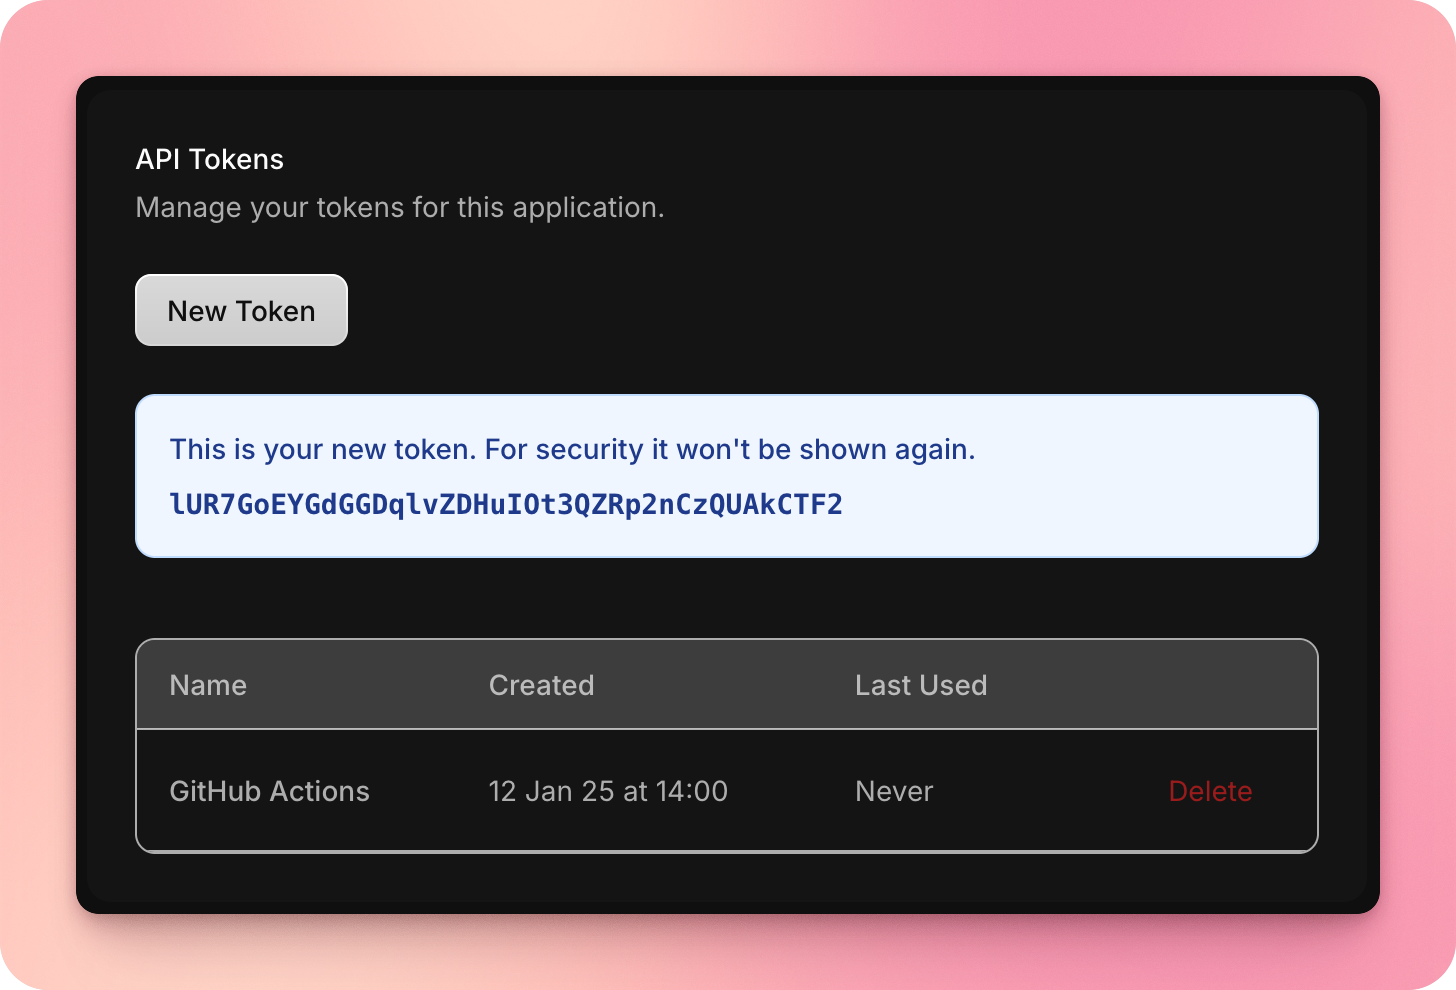 API Tokens
Manage your tokens for this application.
New Token
This is your new token. For security it won't be shown again.
lUR7GoEYGdGGDqlvZDHuIOt3QZRp2nCzQUAkCTF2
Name Created Last Used
GitHub Actions 12 Jan 25 at 14:00 Never Delete